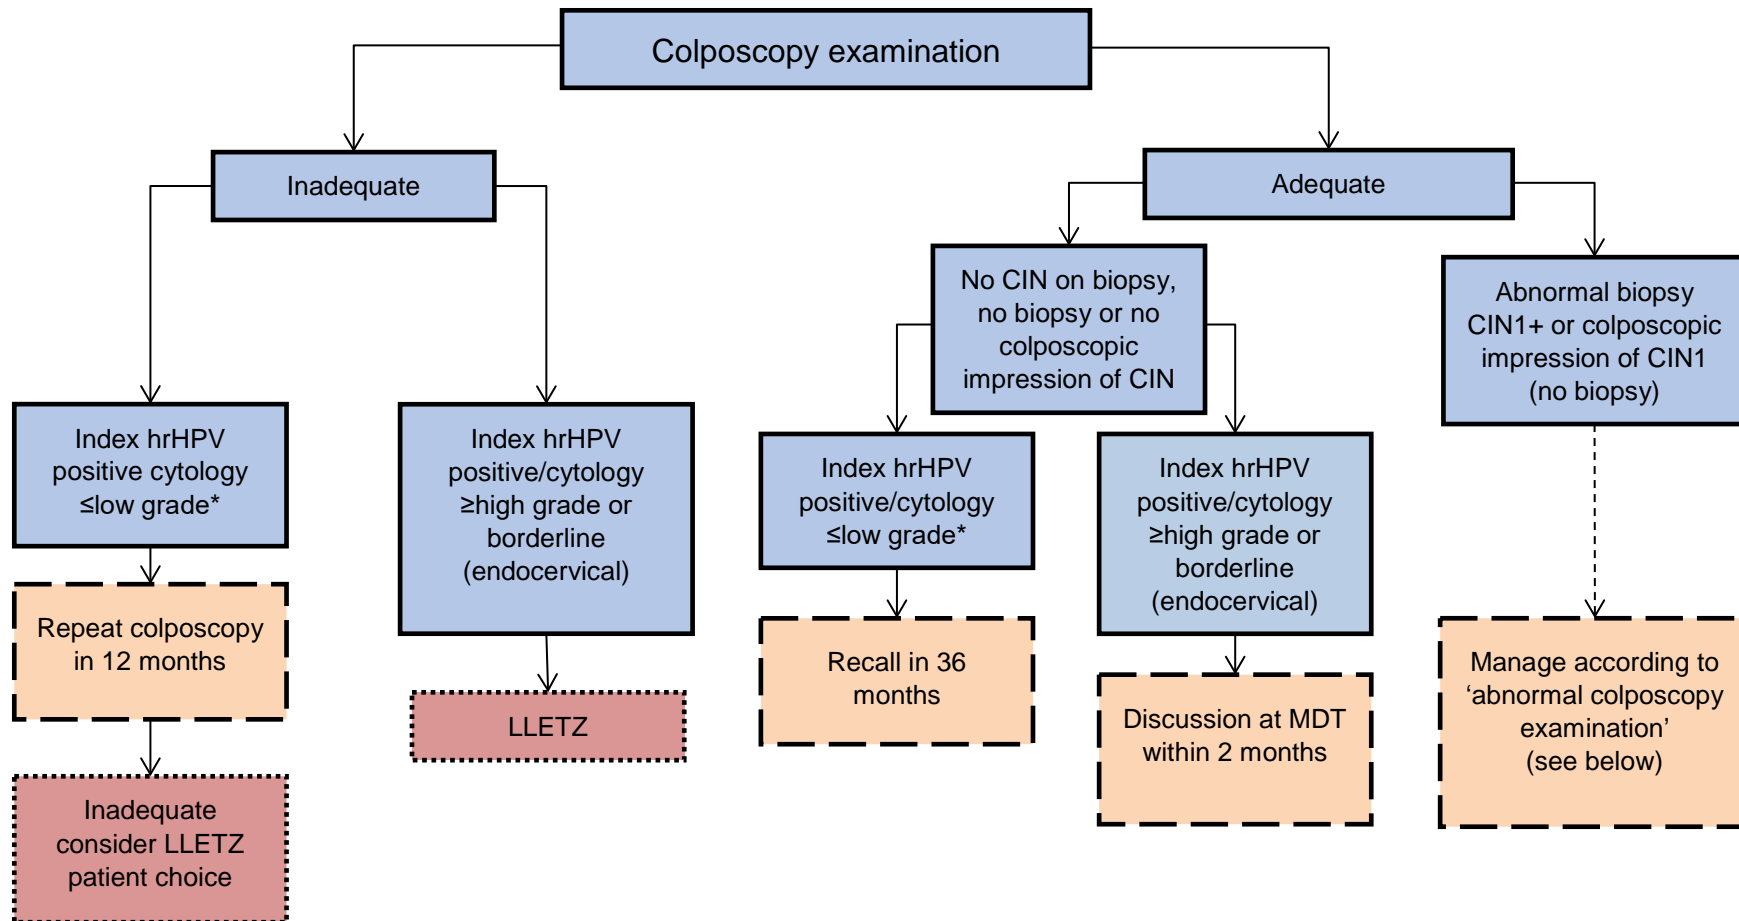 Colposcopy examination
Inadequate
Adequate
No CIN on biopsy,
no biopsy or no
colposcopic
impression of CIN
Abnormal biopsy
CIN1+ or colposcopic
impression of CIN1
(no biopsy)
Index hrHPV
positive cytology
≤low grade*
Index hrHPV
positive/cytology
≥high grade or
borderline
(endocervical)
Index hrHPV
positive/cytology
≤low grade*
Index hrHPV
positive/cytology
≥high grade or
borderline
(endocervical)
Repeat colposcopy
in 12 months
LLETZ
Recall in 36
months
Discussion at MDT
within 2 months
Manage according to
‘abnormal colposcopy
examination’
(see below)
Inadequate
consider LLETZ
patient choice